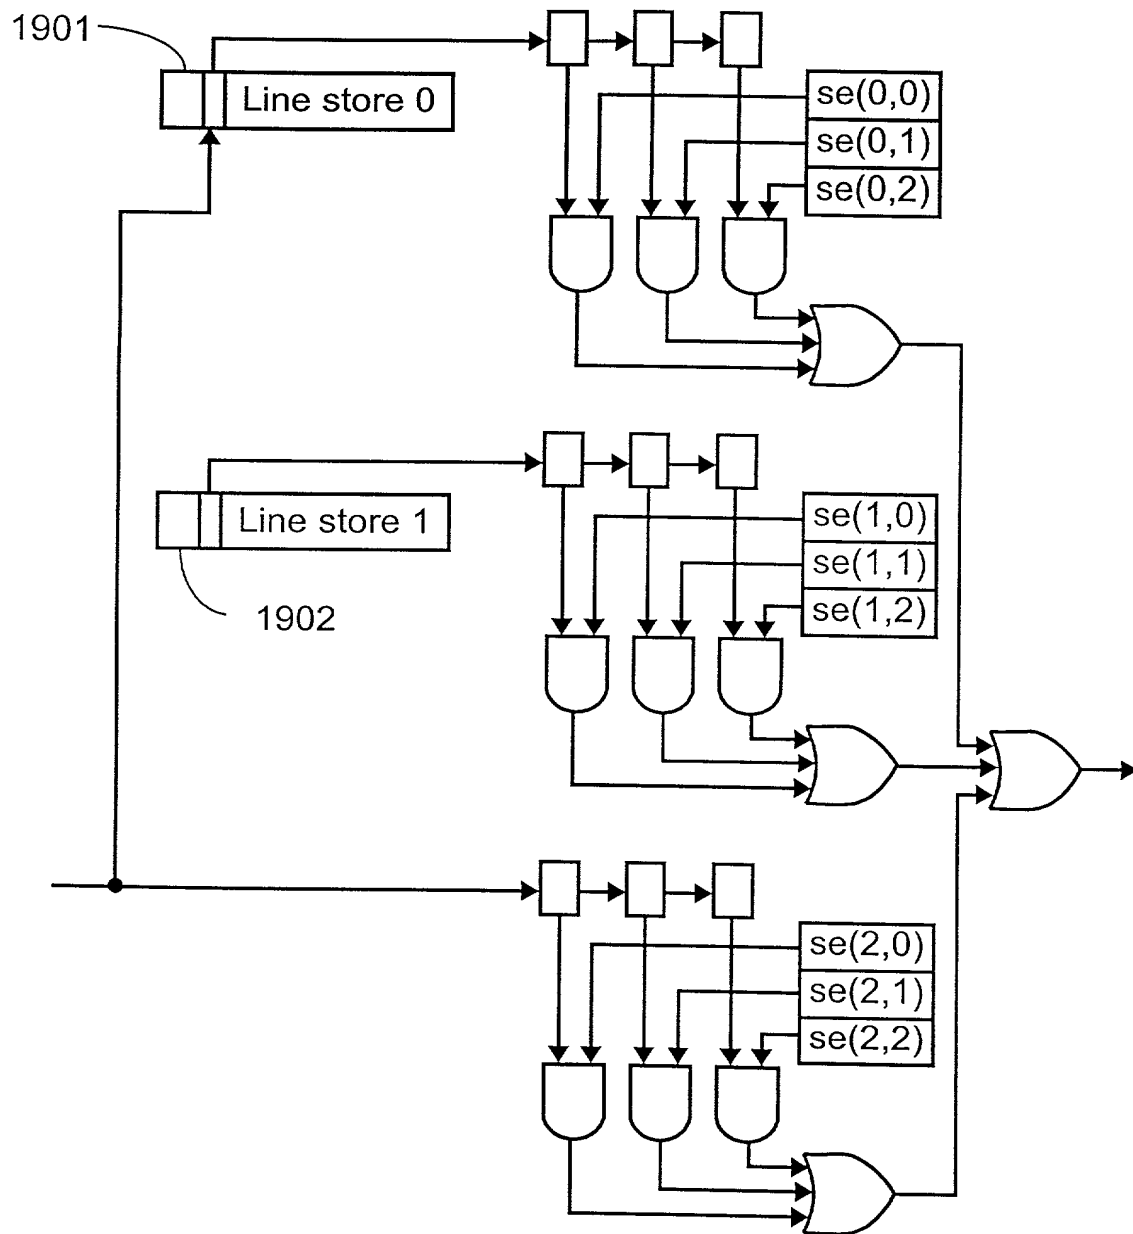 1901
Line store 0
se(0,0)
se(0,1)
se(0,2)
Line store 1
1902
se(1,0)
se(1,1)
se(1,2)
se(2,0)
se(2,1)
se(2,2)